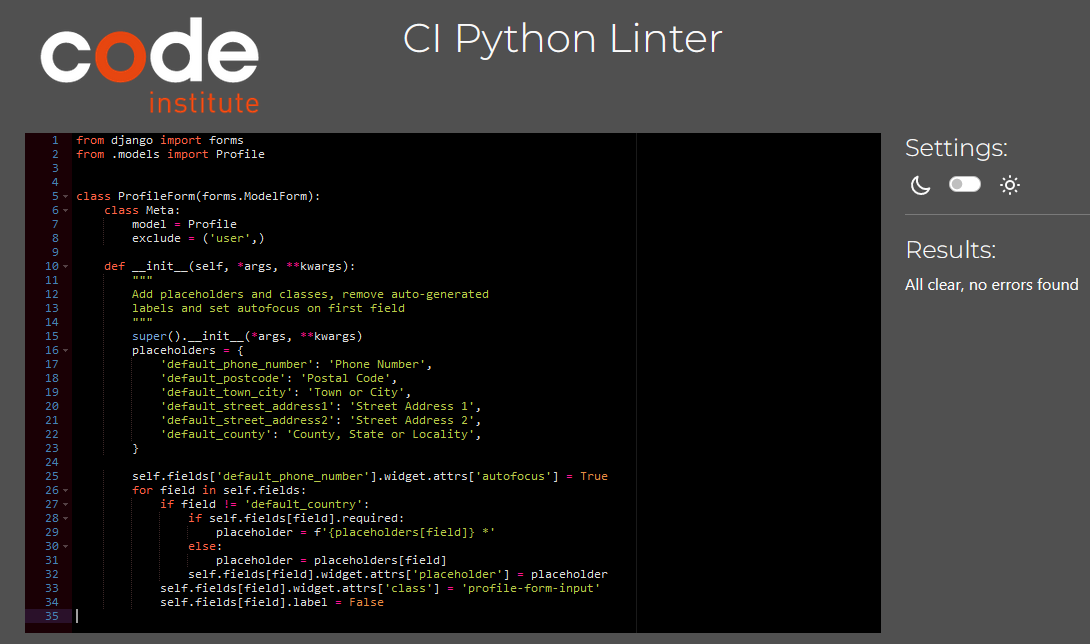 code
institute
CI Python Linter
1 from django import forms
2 from .models import Profile
3
4
5 class ProfileForm(forms.ModelForm):
6     class Meta:
7         model = Profile
8         exclude = ('user',)
9
10     def __init__(self, *args, **kwargs):
11         """
12         Add placeholders and classes, remove auto-generated
13         labels and set autofocus on first field
14         """
15         super().__init__(*args, **kwargs)
16         placeholders = {
17             'default_phone_number': 'Phone Number',
18             'default_postcode': 'Postal Code',
19             'default_town_city': 'Town or City',
20             'default_street_address1': 'Street Address 1',
21             'default_street_address2': 'Street Address 2',
22             'default_county': 'County, State or Locality',
23         }
24
25         self.fields['default_phone_number'].widget.attrs['autofocus'] = True
26         for field in self.fields:
27             if field != 'default_country':
28                 if self.fields[field].required:
29                     placeholder = f'{placeholders[field]} *'
30                 else:
31                     placeholder = placeholders[field]
32                 self.fields[field].widget.attrs['placeholder'] = placeholder
33             self.fields[field].widget.attrs['class'] = 'profile-form-input'
34             self.fields[field].label = False
35
Settings:
Results:
All clear, no errors found